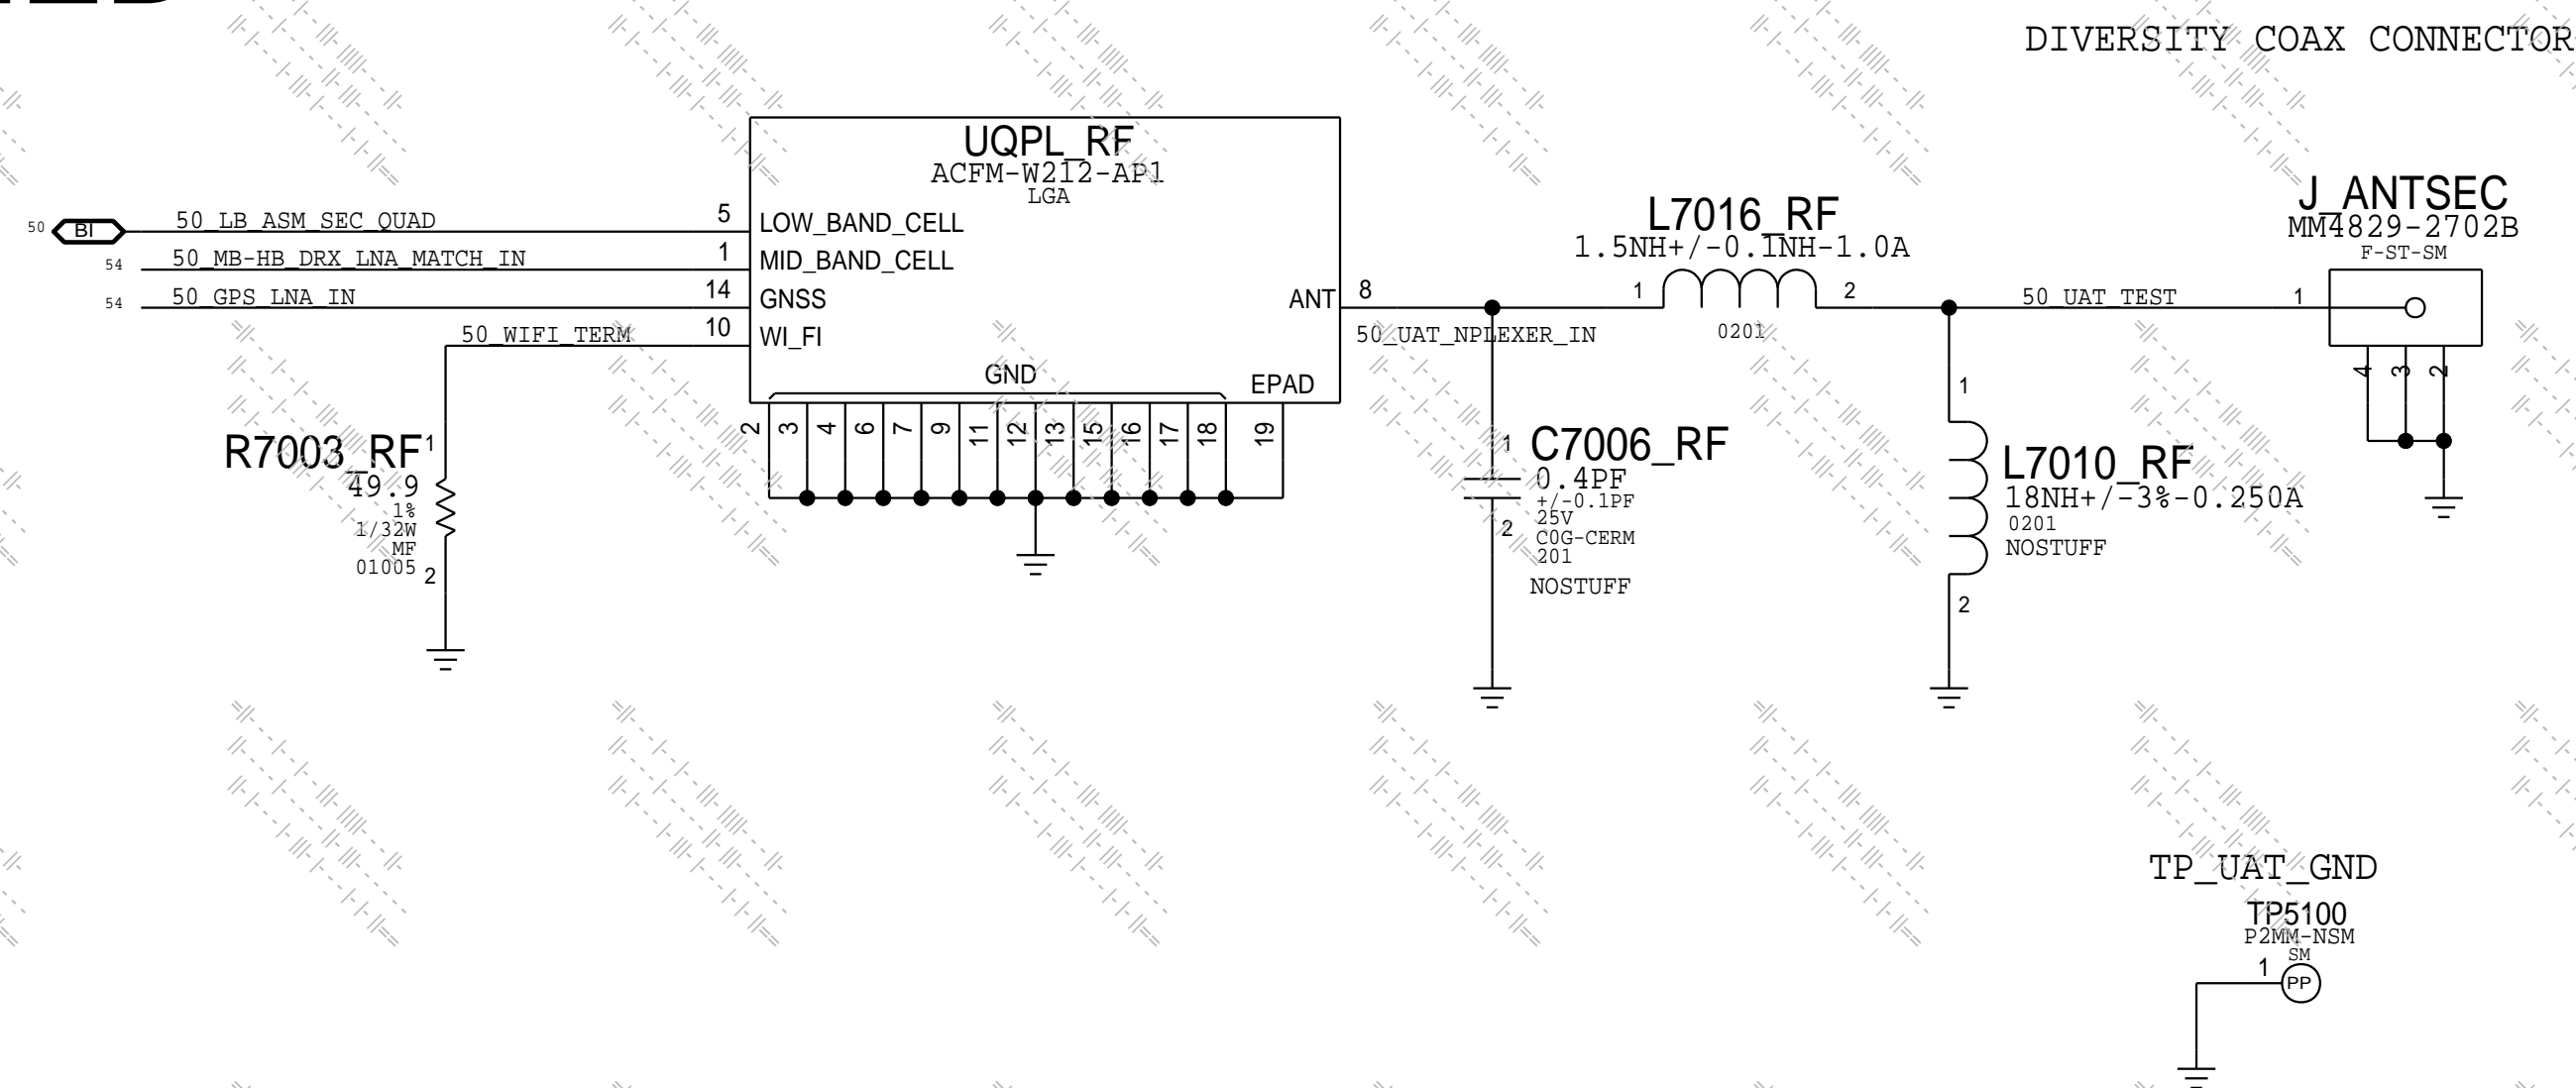 DIVERSITY COAX CONNECTOR
UQPL_RF
ACFM-W212-AP1
LGA
50
BI
50_LB_ASM_SEC_QUAD
5
LOW_BAND_CELL
54
50_MB-HB_DRX_LNA_MATCH_IN
1
MID_BAND_CELL
54
50_GPS_LNA_IN
14
GNSS
50_WIFI_TERM
10
WI_FI
ANT
8
50_UAT_NPLEXER_IN
GND
EPAD
2
3
4
6
7
9
11
12
13
15
16
17
18
19
R7003_RF
1
49.9
1%
1/32W
MF
01005
2
L7016_RF
1.5NH+/-0.1NH-1.0A
1
2
0201
50_UAT_TEST
1
J_ANTSEC
MM4829-2702B
F-ST-SM
4
3
2
1
C7006_RF
0.4PF
+/-0.1PF
25V
C0G-CERM
201
2
NOSTUFF
1
L7010_RF
18NH+/-3%-0.250A
0201
NOSTUFF
2
TP_UAT_GND
TP5100
P2MM-NSM
SM
1
PP